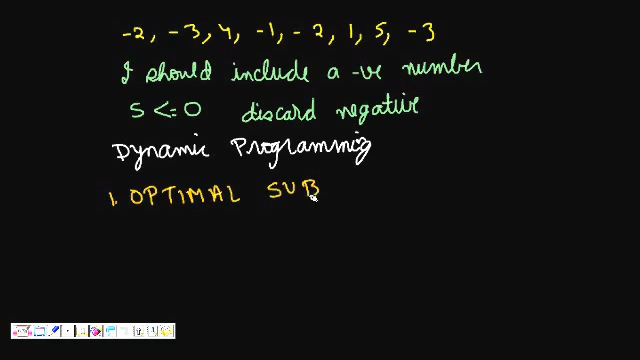 -2, -3, 4, -1, -2, 1, 5, -3
I should include a -ve number
S <= 0 discard negative
Dynamic Programming
1. OPTIMAL SUB